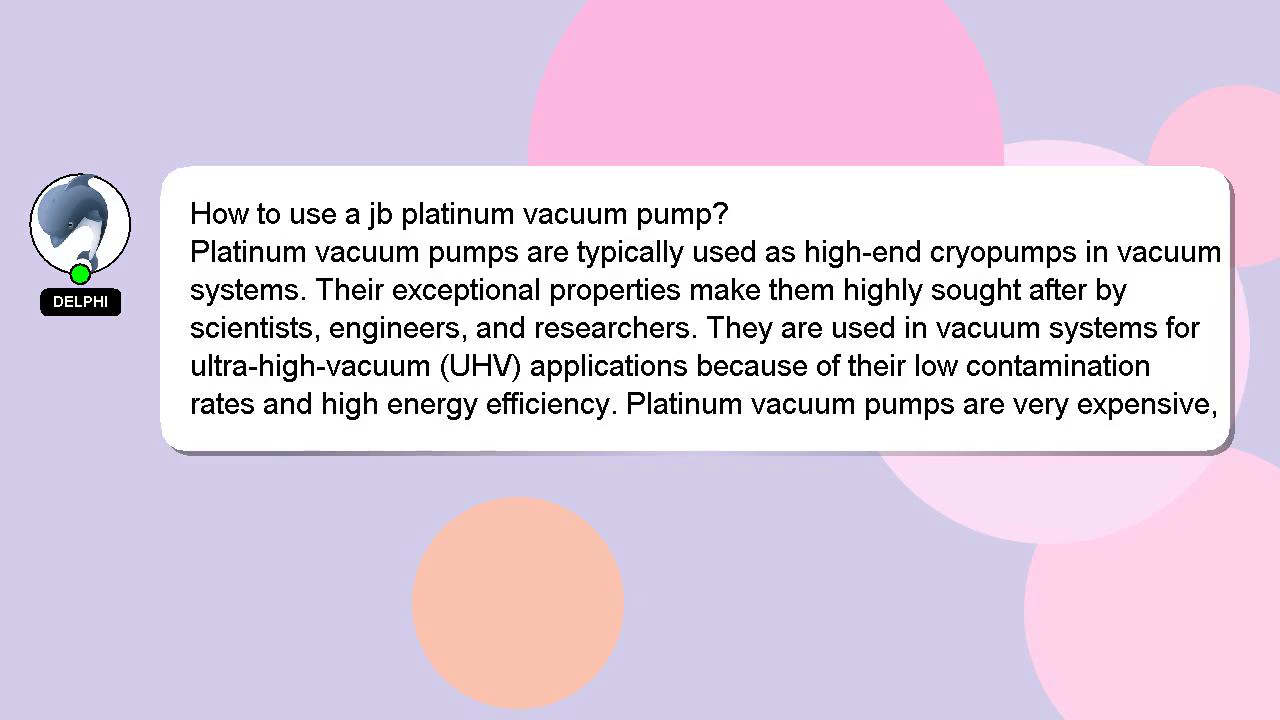 How to use a jb platinum vacuum pump?
Platinum vacuum pumps are typically used as high-end cryopumps in vacuum
systems. Their exceptional properties make them highly sought after by
scientists, engineers, and researchers. They are used in vacuum systems for
ultra-high-vacuum (UHV) applications because of their low contamination
rates and high energy efficiency. Platinum vacuum pumps are very expensive,
DELPHI